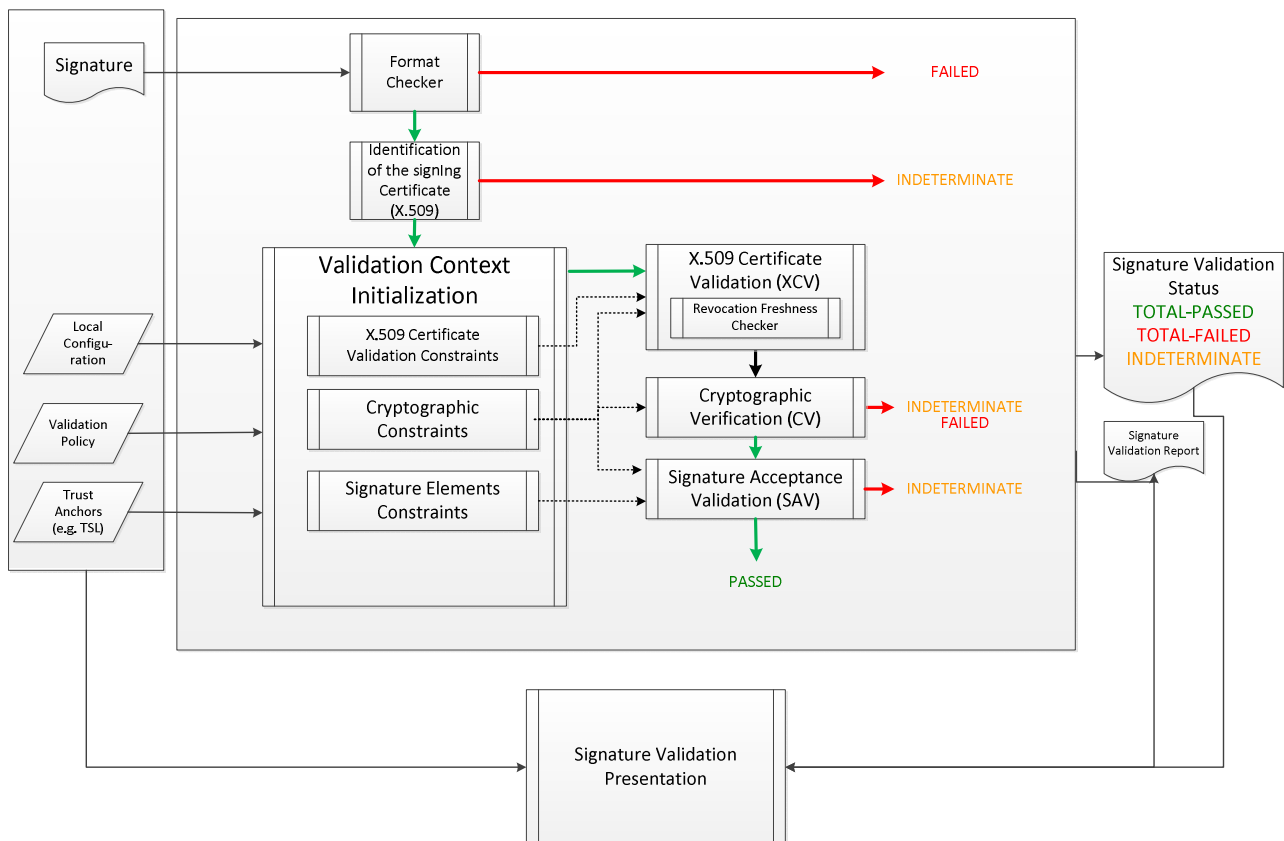 Signature
Format
Checker
FAILED
Identification
of the signIng
Certificate
(X.509)
INDETERMINATE
Validation Context
Initialization
X.509 Certificate
Validation Constraints
Cryptographic
Constraints
Signature Elements
Constraints
X.509 Certificate
Validation (XCV)
Revocation Freshness
Checker
Cryptographic
Verification (CV)
INDETERMINATE
FAILED
Signature Acceptance
Validation (SAV)
INDETERMINATE
PASSED
Local
Configu-
ration
Validation
Policy
Trust
Anchors
(e.g. TSL)
Signature Validation
Status
TOTAL-PASSED
TOTAL-FAILED
INDETERMINATE
Signature
Validation Report
Signature Validation
Presentation